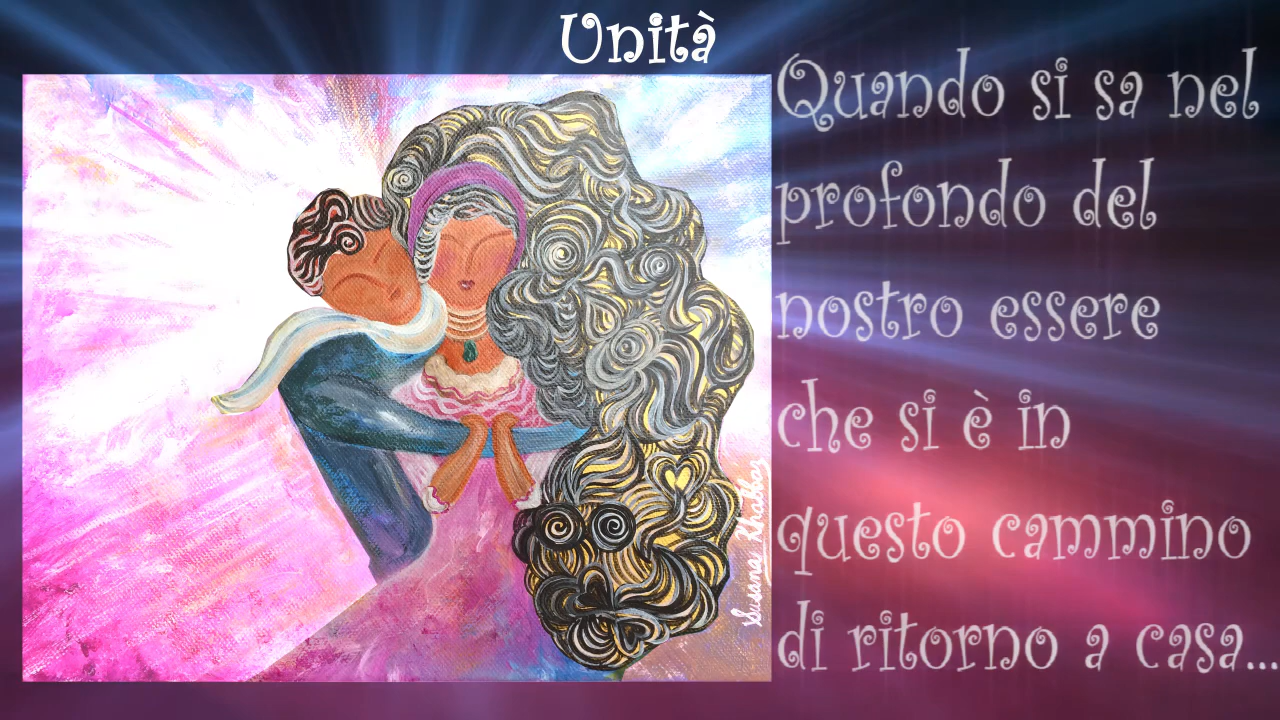 Unità
Quando si sa nel
profondo del
nostro essere
che si è in
questo cammino
di ritorno a casa...
Susana Khabbaz